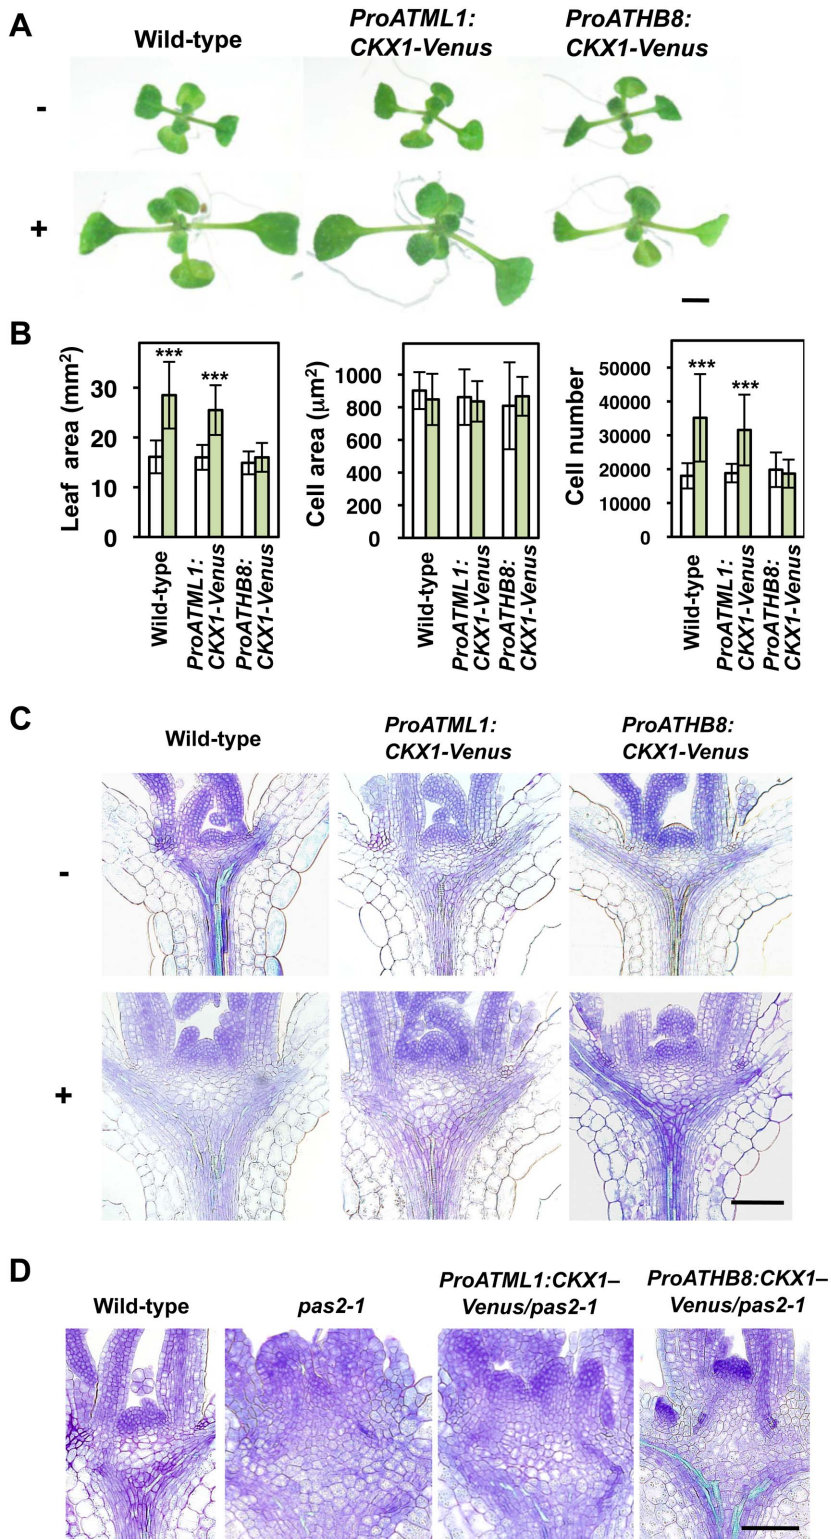 A
Wild-type
ProATML1:
CKX1-Venus
ProATHB8:
CKX1-Venus
-
+
B
Leaf area (mm2)
30
20
10
0
***
***
Wild-type
ProATML1:
CKX1-Venus
ProATHB8:
CKX1-Venus
Cell area (μm2)
1000
800
600
400
200
0
Wild-type
ProATML1:
CKX1-Venus
ProATHB8:
CKX1-Venus
Cell number
50000
40000
30000
20000
10000
0
***
***
Wild-type
ProATML1:
CKX1-Venus
ProATHB8:
CKX1-Venus
C
Wild-type
ProATML1:
CKX1-Venus
ProATHB8:
CKX1-Venus
-
+
D
Wild-type
pas2-1
ProATML1:CKX1–
Venus/pas2-1
ProATHB8:CKX1–
Venus/pas2-1